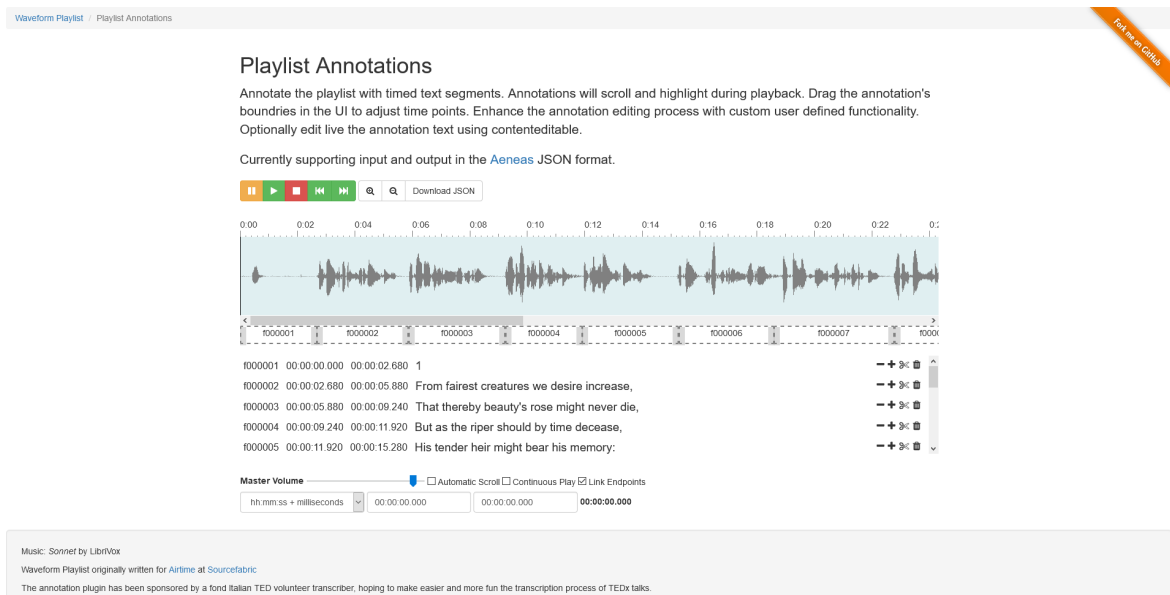 Waveform Playlist / Playlist Annotations
Fork me on GitHub
Playlist Annotations
Annotate the playlist with timed text segments. Annotations will scroll and highlight during playback. Drag the annotation's
boundries in the UI to adjust time points. Enhance the annotation editing process with custom user defined functionality.
Optionally edit live the annotation text using contenteditable.
Currently supporting input and output in the Aeneas JSON format.
Download JSON
0:00 0:02 0:04 0:06 0:08 0:10 0:12 0:14 0:16 0:18 0:20 0:22 0:2
f000001 f000002 f000003 f000004 f000005 f000006 f000007 f0000
f000001 00:00:00.000 00:00:02.680 1
f000002 00:00:02.680 00:00:05.880 From fairest creatures we desire increase,
f000003 00:00:05.880 00:00:09.240 That thereby beauty's rose might never die,
f000004 00:00:09.240 00:00:11.920 But as the riper should by time decease,
f000005 00:00:11.920 00:00:15.280 His tender heir might bear his memory:
Master Volume Automatic Scroll Continuous Play Link Endpoints
hh:mm:ss + milliseconds 00:00:00.000 00:00:00.000 00:00:00.000
Music: Sonnet by LibriVox
Waveform Playlist originally written for Airtime at Sourcefabric
The annotation plugin has been sponsored by a fond Italian TED volunteer transcriber, hoping to make easier and more fun the transcription process of TEDx talks.